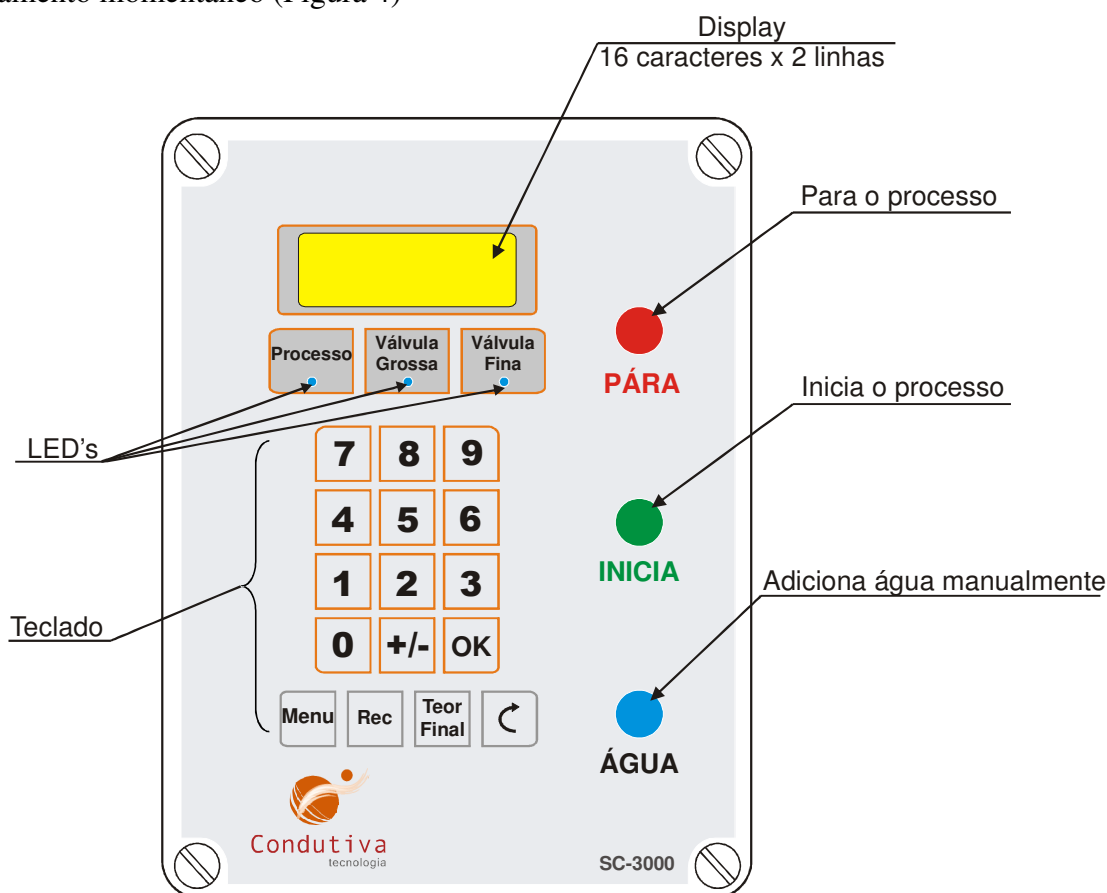 amento momentâneo (Figura 4)
Display
16 caracteres x 2 linhas
Para o processo
Processo
Válvula
Grossa
Válvula
Fina
PÁRA
Inicia o processo
LED's
7 8 9
4 5 6
INICIA
1 2 3
Adiciona água manualmente
Teclado
0 +/- OK
Menu Rec Teor
Final
ÁGUA
Condutiva
tecnologia
SC-3000